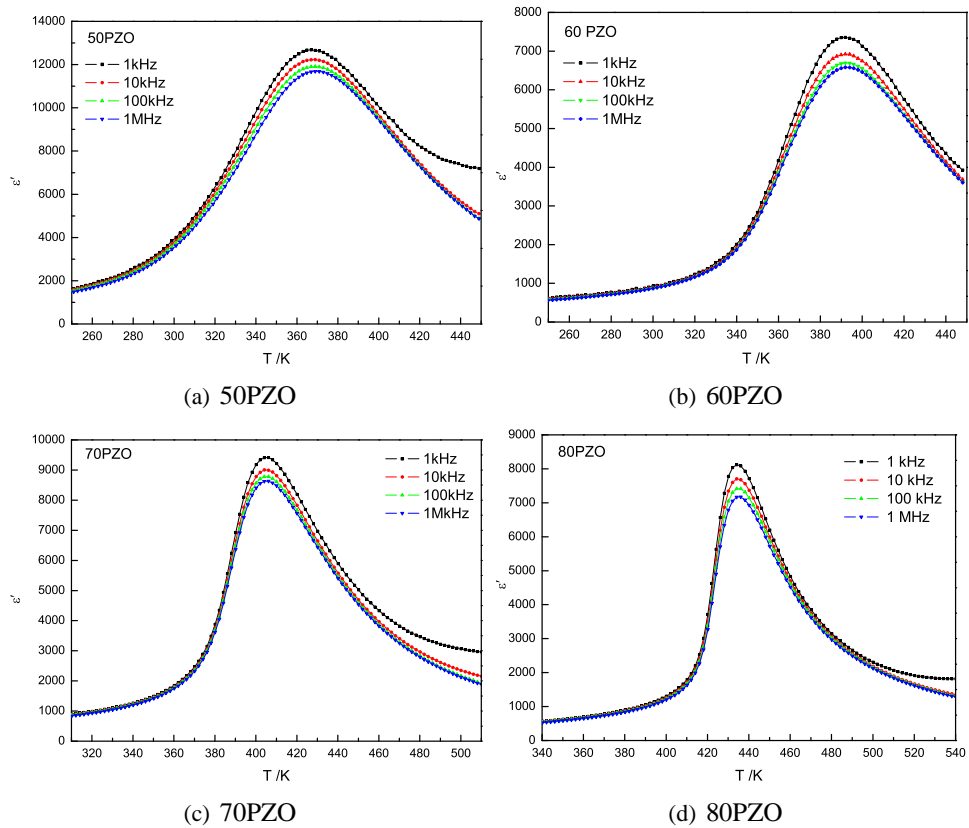 50PZO
1kHz
10kHz
100kHz
1MHz
14000
12000
10000
8000
6000
4000
2000
0
ε'
260 280 300 320 340 360 380 400 420 440
T /K
(a) 50PZO
60 PZO
1kHz
10kHz
100kHz
1MHz
8000
7000
6000
5000
4000
3000
2000
1000
0
ε'
260 280 300 320 340 360 380 400 420 440
T /K
(b) 60PZO
70PZO
1kHz
10kHz
100kHz
1MkHz
10000
9000
8000
7000
6000
5000
4000
3000
2000
1000
0
ε'
320 340 360 380 400 420 440 460 480 500
T /K
(c) 70PZO
80PZO
1 kHz
10 kHz
100 kHz
1 MHz
9000
8000
7000
6000
5000
4000
3000
2000
1000
0
ε'
340 360 380 400 420 440 460 480 500 520 540
T /K
(d) 80PZO